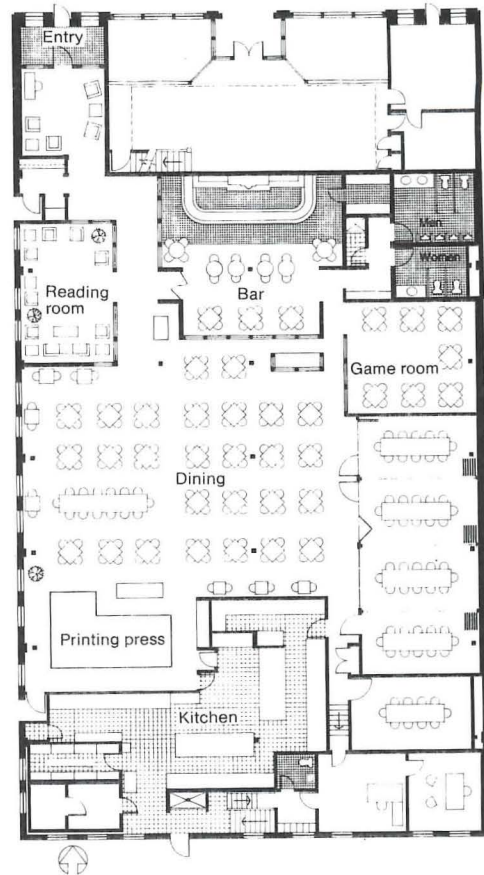 Entry
Men
Women
Reading
room
Bar
Game room
Dining
Printing press
Kitchen